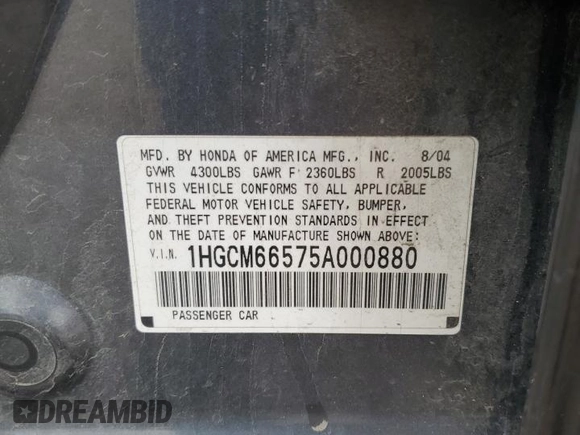 MFD. BY HONDA OF AMERICA MFG., INC. 8/04
GVWR 4300LBS GAWR F 2360LBS R 2005LBS
THIS VEHICLE CONFORMS TO ALL APPLICABLE
FEDERAL MOTOR VEHICLE SAFETY, BUMPER,
AND THEFT PREVENTION STANDARDS IN EFFECT
ON THE DATE OF MANUFACTURE SHOWN ABOVE:
V.I.N. 1HGCM66575A000880
PASSENGER CAR
DREAMBID